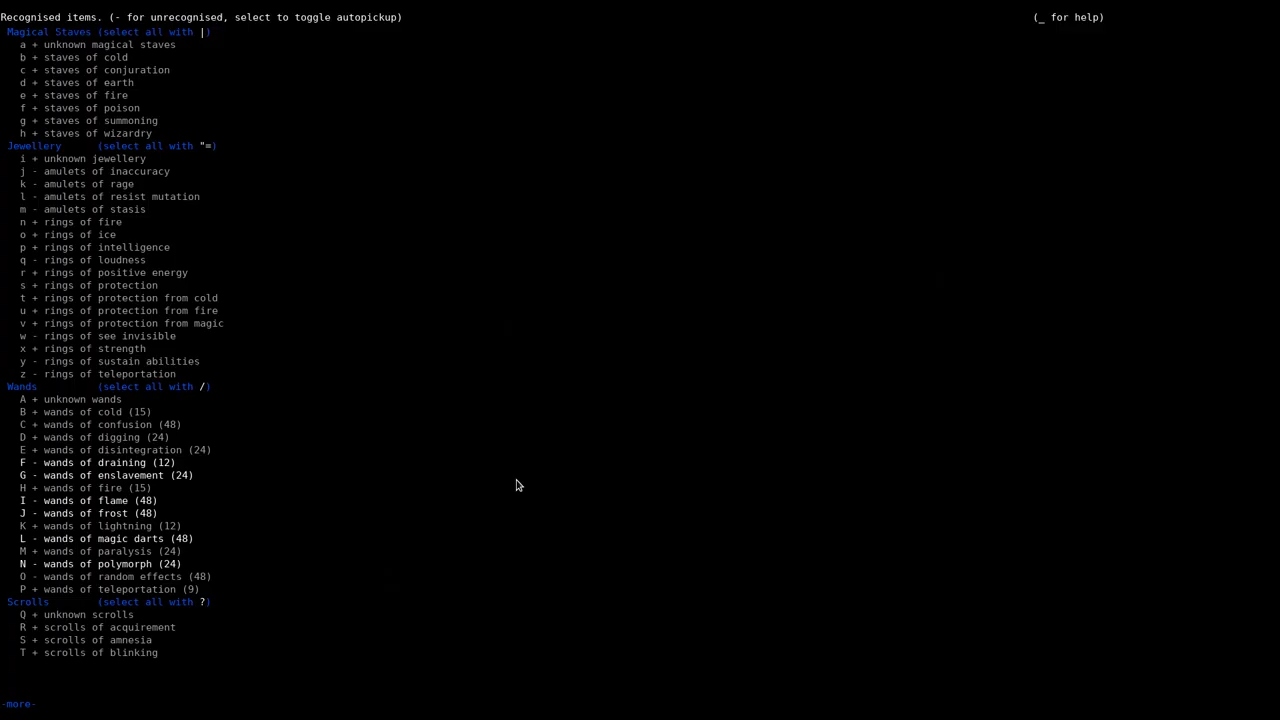 Recognised items. (- for unrecognised, select to toggle autopickup) (_ for help)
Magical Staves (select all with |)
a + unknown magical staves
b + staves of cold
c + staves of conjuration
d + staves of earth
e + staves of fire
f + staves of poison
g + staves of summoning
h + staves of wizardry
Jewellery (select all with "=)
i + unknown jewellery
j - amulets of inaccuracy
k - amulets of rage
l - amulets of resist mutation
m - amulets of stasis
n + rings of fire
o + rings of ice
p + rings of intelligence
q - rings of loudness
r + rings of positive energy
s + rings of protection
t + rings of protection from cold
u + rings of protection from fire
v + rings of protection from magic
w - rings of see invisible
x + rings of strength
y - rings of sustain abilities
z - rings of teleportation
Wands (select all with /)
A + unknown wands
B + wands of cold (15)
C + wands of confusion (48)
D + wands of digging (24)
E + wands of disintegration (24)
F - wands of draining (12)
G - wands of enslavement (24)
H + wands of fire (15)
I - wands of flame (48)
J - wands of frost (48)
K + wands of lightning (12)
L - wands of magic darts (48)
M + wands of paralysis (24)
N - wands of polymorph (24)
O - wands of random effects (48)
P + wands of teleportation (9)
Scrolls (select all with ?)
Q + unknown scrolls
R + scrolls of acquirement
S + scrolls of amnesia
T + scrolls of blinking
-more-